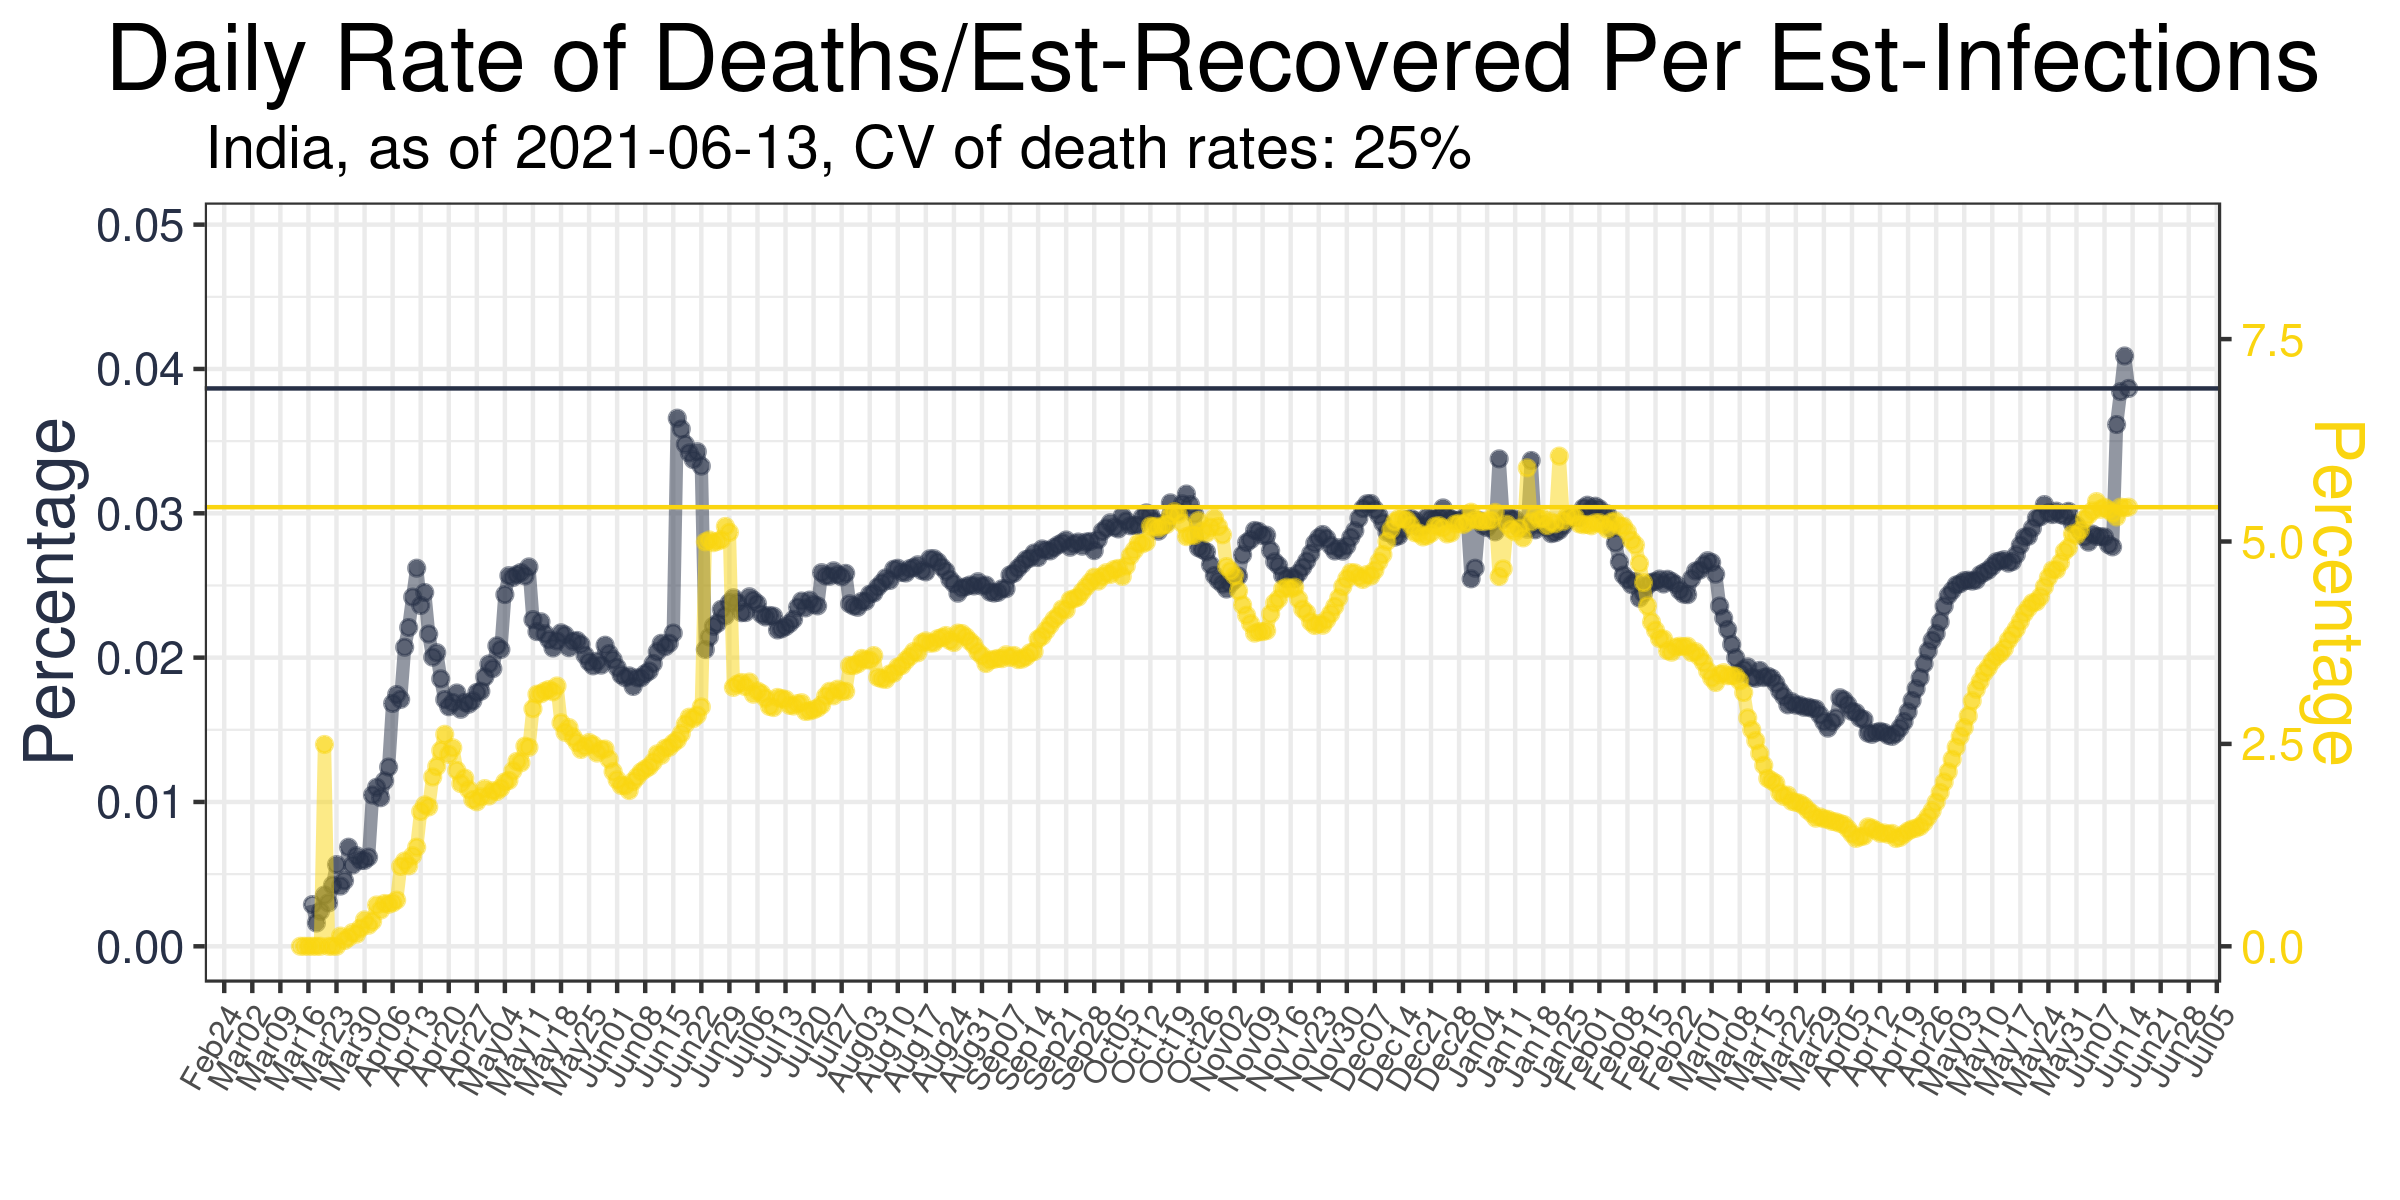 Daily Rate of Deaths/Est-Recovered Per Est-Infections
India, as of 2021-06-13, CV of death rates: 25%
Percentage
0.05
0.04
0.03
0.02
0.01
0.00
7.5
5.0
2.5
0.0
Percentage
Feb24 Mar02 Mar09 Mar16 Mar23 Mar30 Apr06 Apr13 Apr20 Apr27 May04 May11 May18 May25 Jun01 Jun08 Jun15 Jun22 Jun29 Jul06 Jul13 Jul20 Jul27 Aug03 Aug10 Aug17 Aug24 Aug31 Sep07 Sep14 Sep21 Sep28 Oct05 Oct12 Oct19 Oct26 Nov02 Nov09 Nov16 Nov23 Nov30 Dec07 Dec14 Dec21 Dec28 Jan04 Jan11 Jan18 Jan25 Feb01 Feb08 Feb15 Feb22 Mar01 Mar08 Mar15 Mar22 Mar29 Apr05 Apr12 Apr19 Apr26 May03 May10 May17 May24 May31 Jun07 Jun14 Jun21 Jun28 Jul05